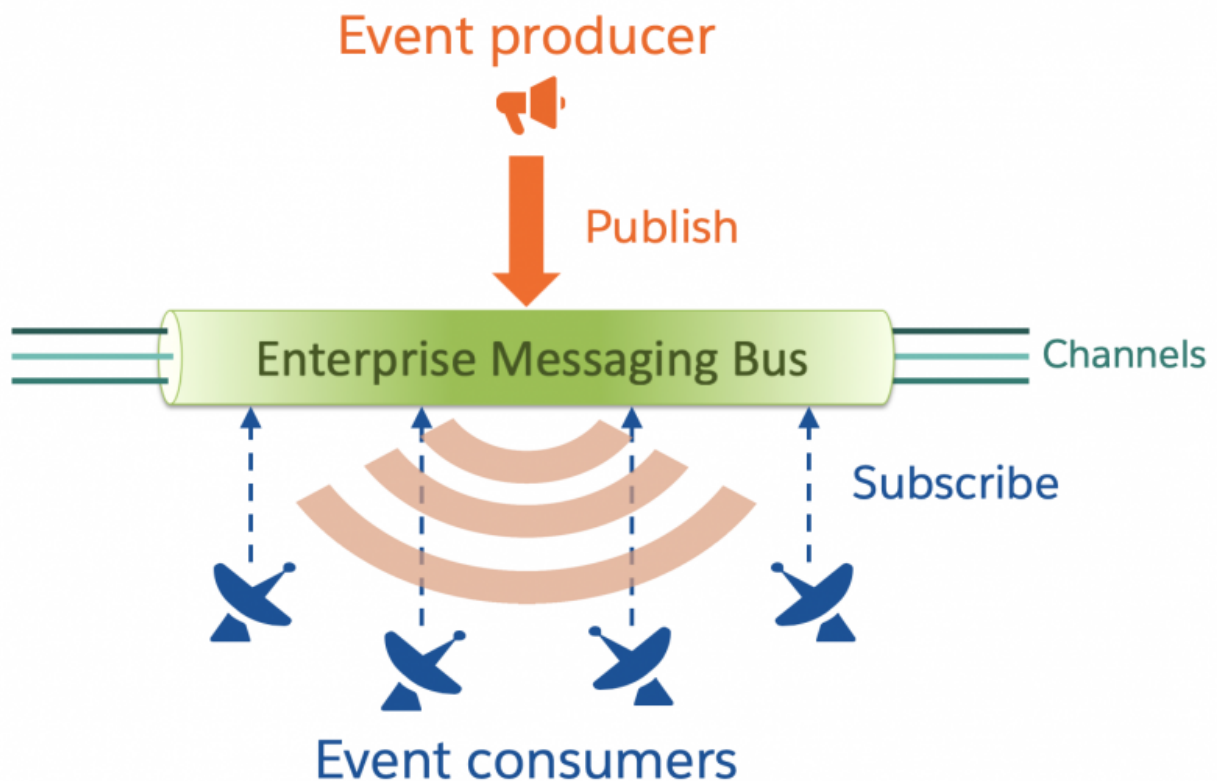 Event producer
Publish
Enterprise Messaging Bus
Channels
Subscribe
Event consumers